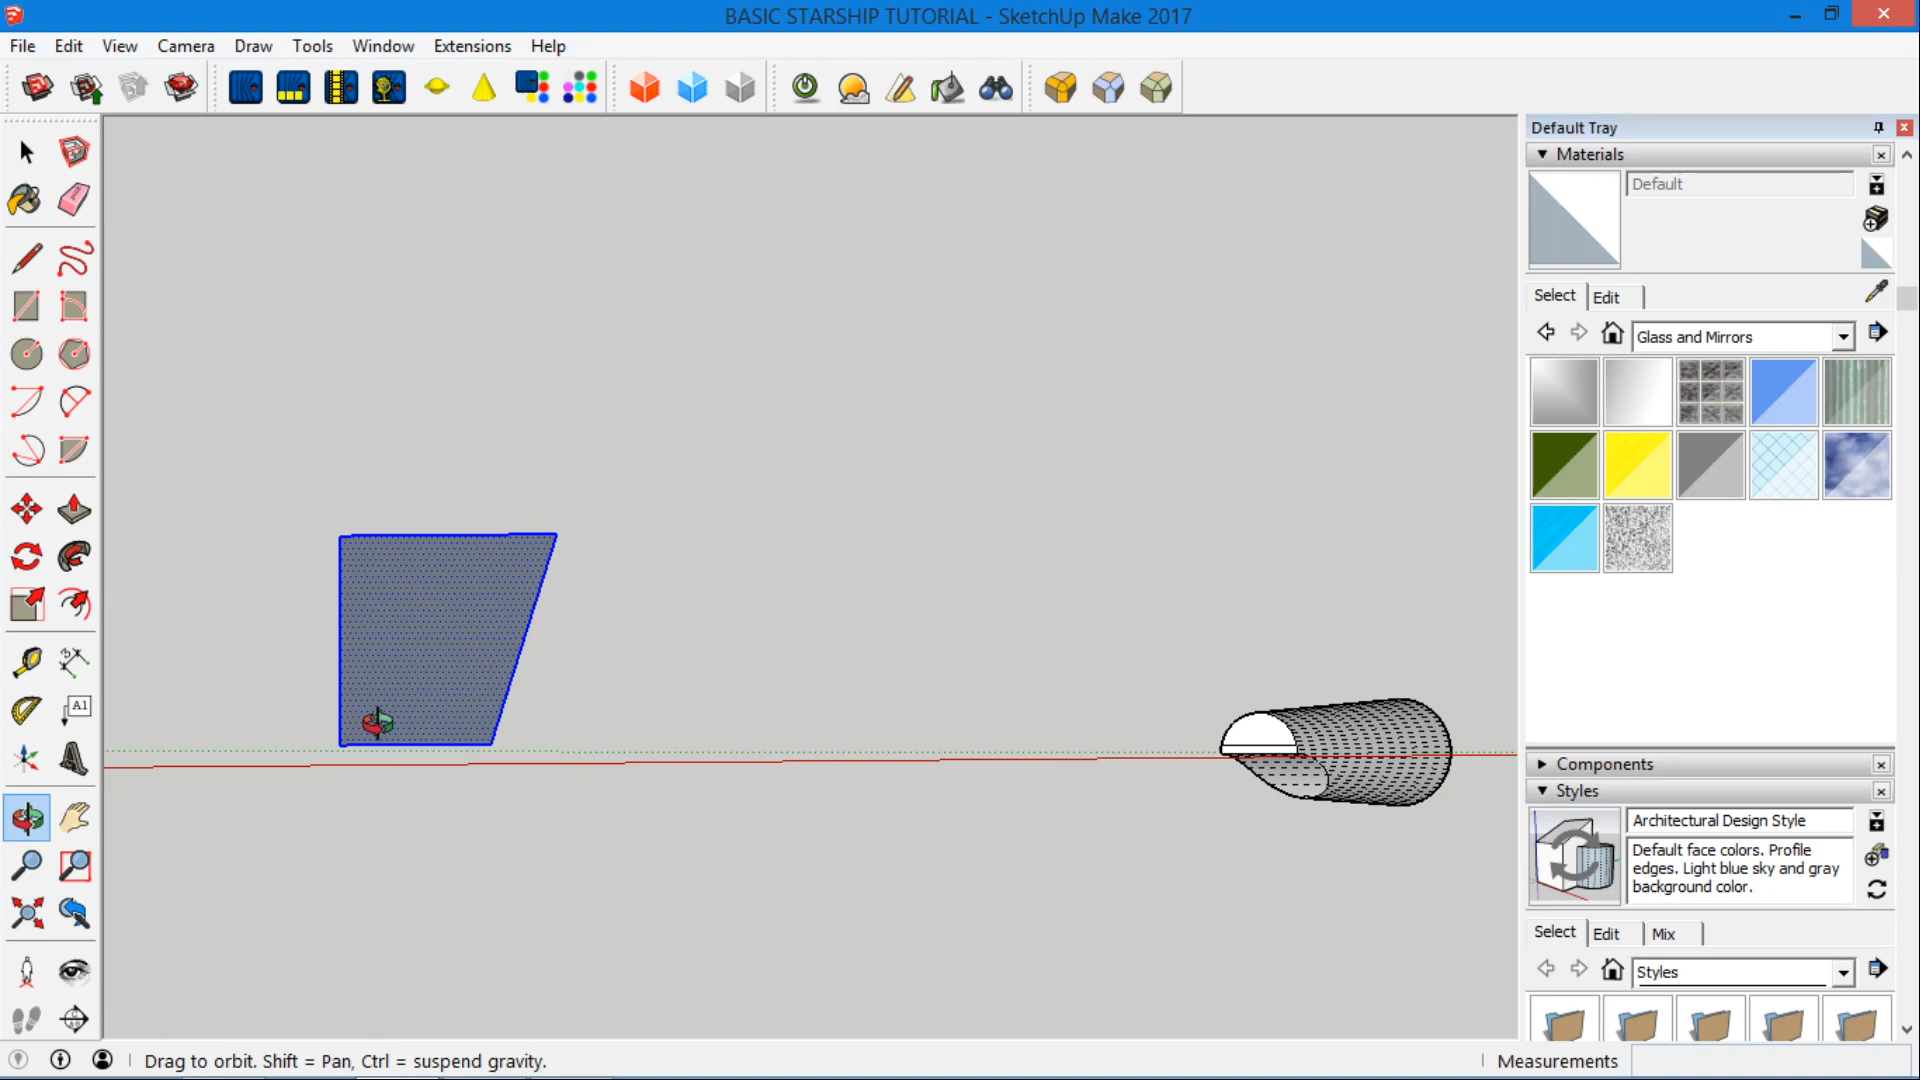 BASIC STARSHIP TUTORIAL - SketchUp Make 2017
File Edit View Camera Draw Tools Window Extensions Help
Default Tray
Materials
Default
Select Edit
Glass and Mirrors
A1
Components
Styles
Architectural Design Style
Default face colors. Profile
edges. Light blue sky and gray
background color.
Select Edit Mix
Styles
Drag to orbit. Shift = Pan, Ctrl = suspend gravity.
Measurements